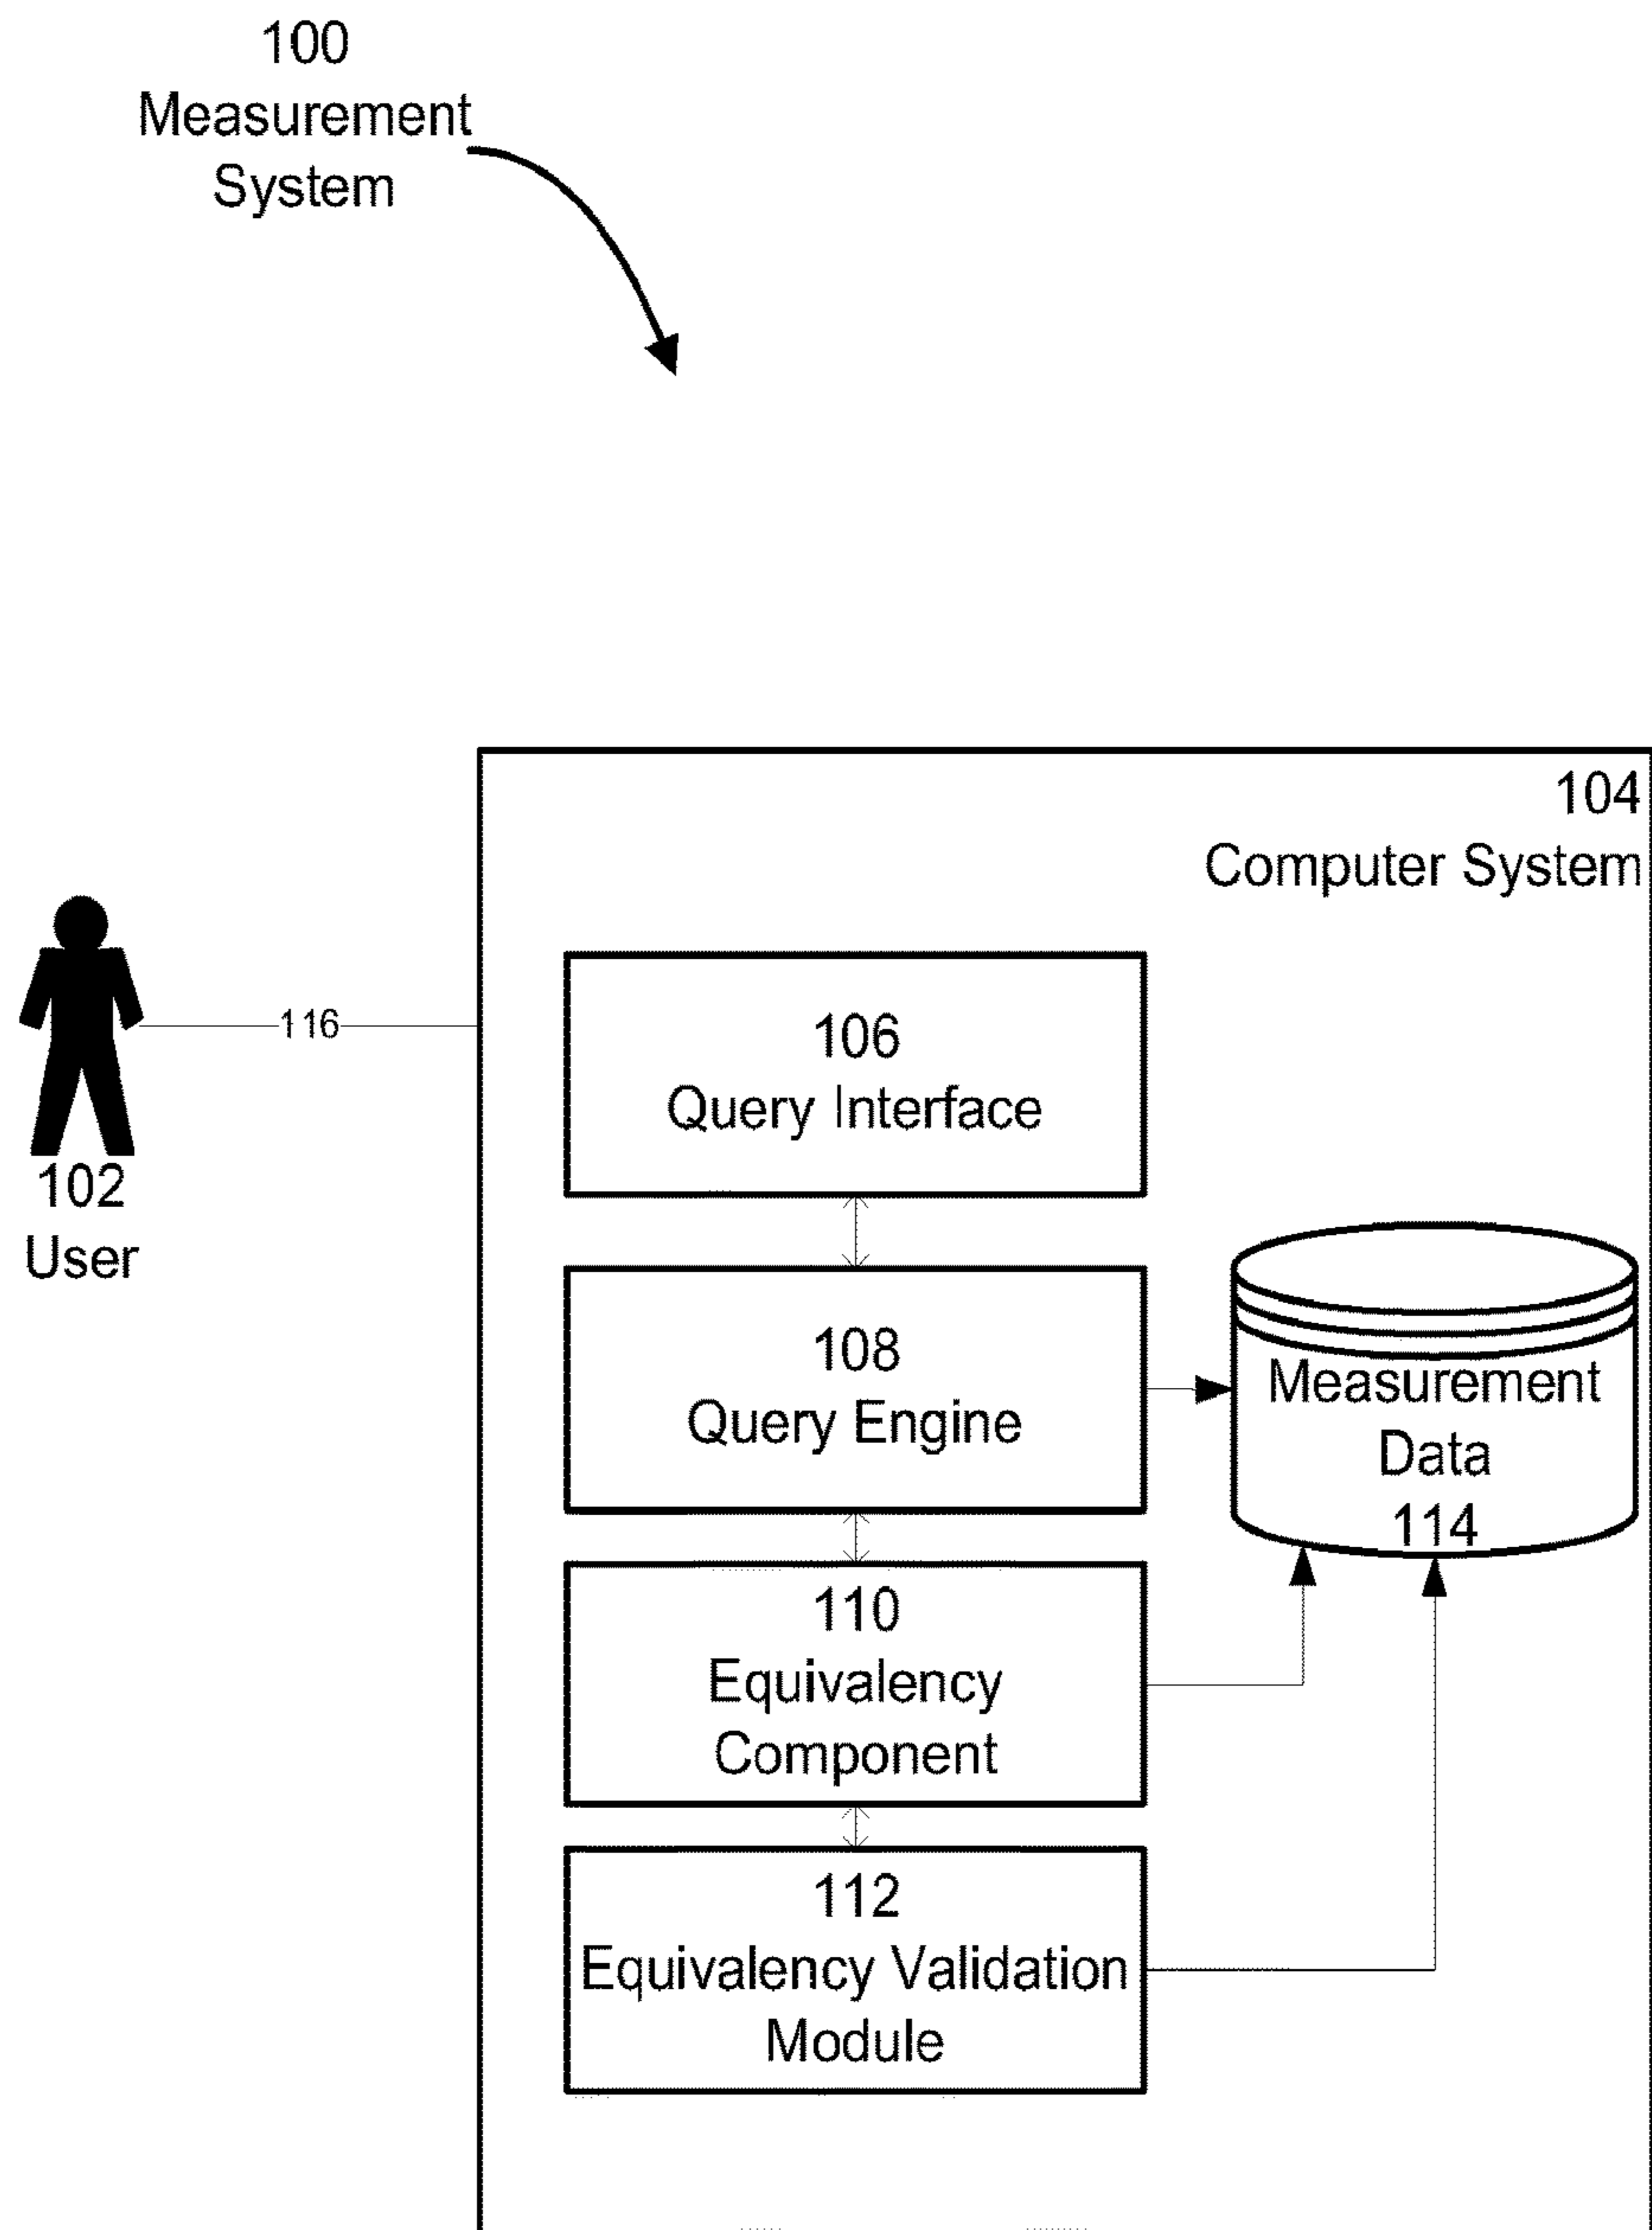 100
Measurement
System
104
Computer System
116
102
User
106
Query Interface
108
Query Engine
Measurement
Data
114
110
Equivalency
Component
112
Equivalency Validation
Module